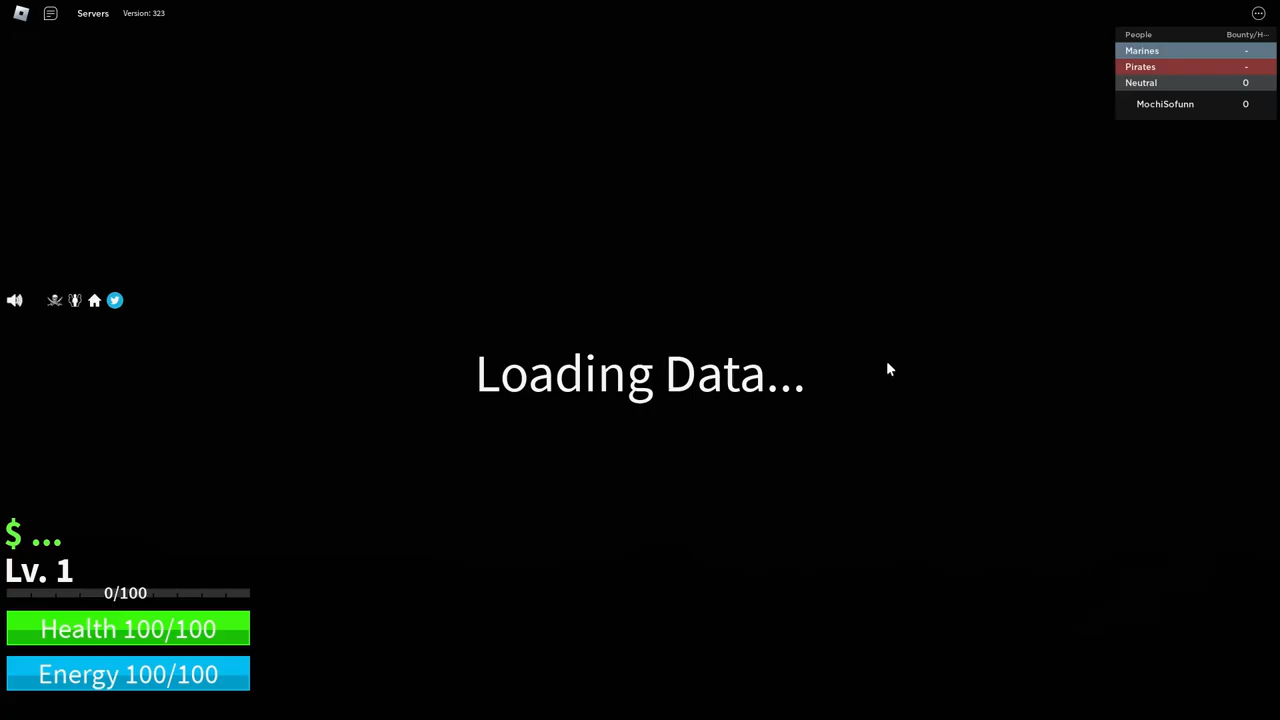 Servers Version: 323
People Bounty/H...
Marines -
Pirates -
Neutral 0
MochiSofunn 0
Loading Data...
$ ...
Lv. 1
0/100
Health 100/100
Energy 100/100